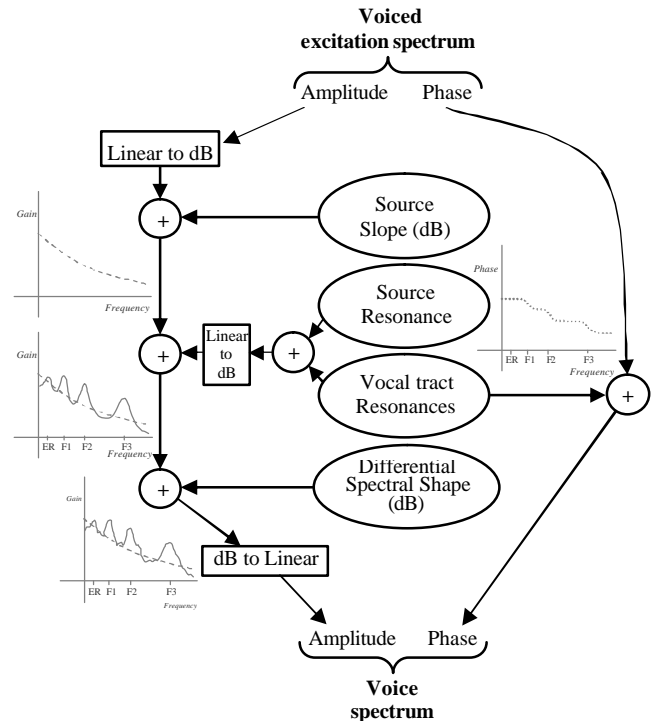 Voiced
excitation spectrum
Amplitude Phase
Linear to dB
Gain
+
Source
Slope (dB)
Frequency
Phase
ER F1 F2 F3
Frequency
Source
Resonance
Gain
+
Linear
to
dB
+
Vocal tract
Resonances
+
ER F1 F2 F3
Frequency
Gain
+
Differential
Spectral Shape
(dB)
dB to Linear
ER F1 F2 F3
Frequency
Amplitude Phase
Voice
spectrum